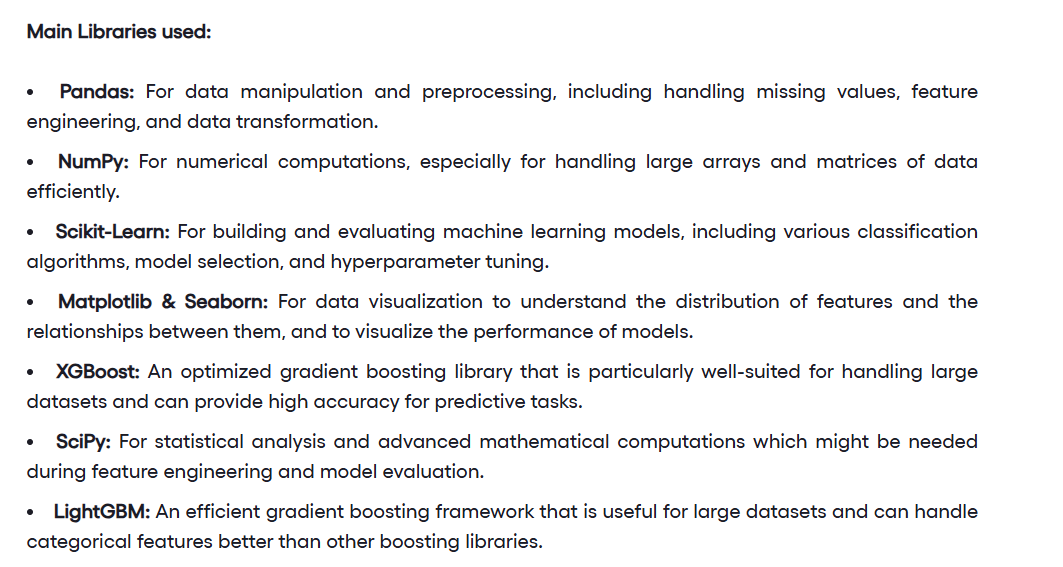 Main Libraries used:
• Pandas: For data manipulation and preprocessing, including handling missing values, feature
engineering, and data transformation.
• NumPy: For numerical computations, especially for handling large arrays and matrices of data
efficiently.
• Scikit-Learn: For building and evaluating machine learning models, including various classification
algorithms, model selection, and hyperparameter tuning.
• Matplotlib & Seaborn: For data visualization to understand the distribution of features and the
relationships between them, and to visualize the performance of models.
• XGBoost: An optimized gradient boosting library that is particularly well-suited for handling large
datasets and can provide high accuracy for predictive tasks.
• SciPy: For statistical analysis and advanced mathematical computations which might be needed
during feature engineering and model evaluation.
• LightGBM: An efficient gradient boosting framework that is useful for large datasets and can handle
categorical features better than other boosting libraries.